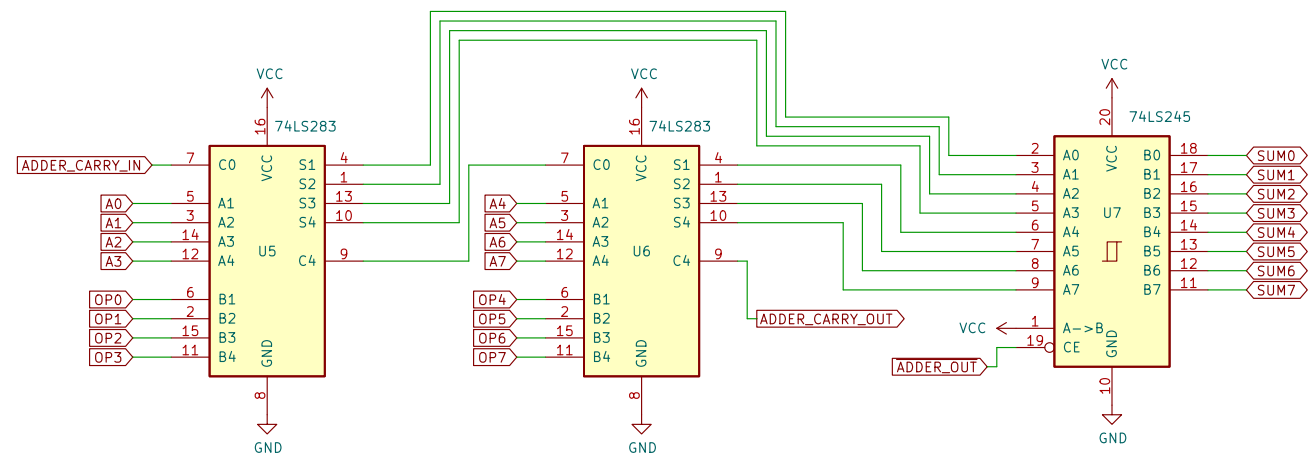 VCC
16
74LS283
ADDER_CARRY_IN
7
C0
VCC
S1
4
S2
1
A0
5
A1
S3
13
A1
3
A2
S4
10
A2
14
A3
U5
A3
12
A4
C4
9
OP0
6
B1
OP1
2
B2
OP2
15
B3
OP3
11
B4
GND
8
GND
VCC
16
74LS283
7
C0
VCC
S1
4
S2
1
A4
5
A1
S3
13
A5
3
A2
S4
10
A6
14
A3
U6
A7
12
A4
C4
9
OP4
6
B1
ADDER_CARRY_OUT
OP5
2
B2
OP6
15
B3
OP7
11
B4
GND
8
GND
VCC
20
74LS245
2
A0
VCC
B0
18
SUM0
3
A1
B1
17
SUM1
4
A2
B2
16
SUM2
5
A3
U7
B3
15
SUM3
6
A4
B4
14
SUM4
7
A5
B5
13
SUM5
8
A6
B6
12
SUM6
9
A7
B7
11
SUM7
VCC
1
A->B
19
CE
GND
ADDER_OUT
10
GND